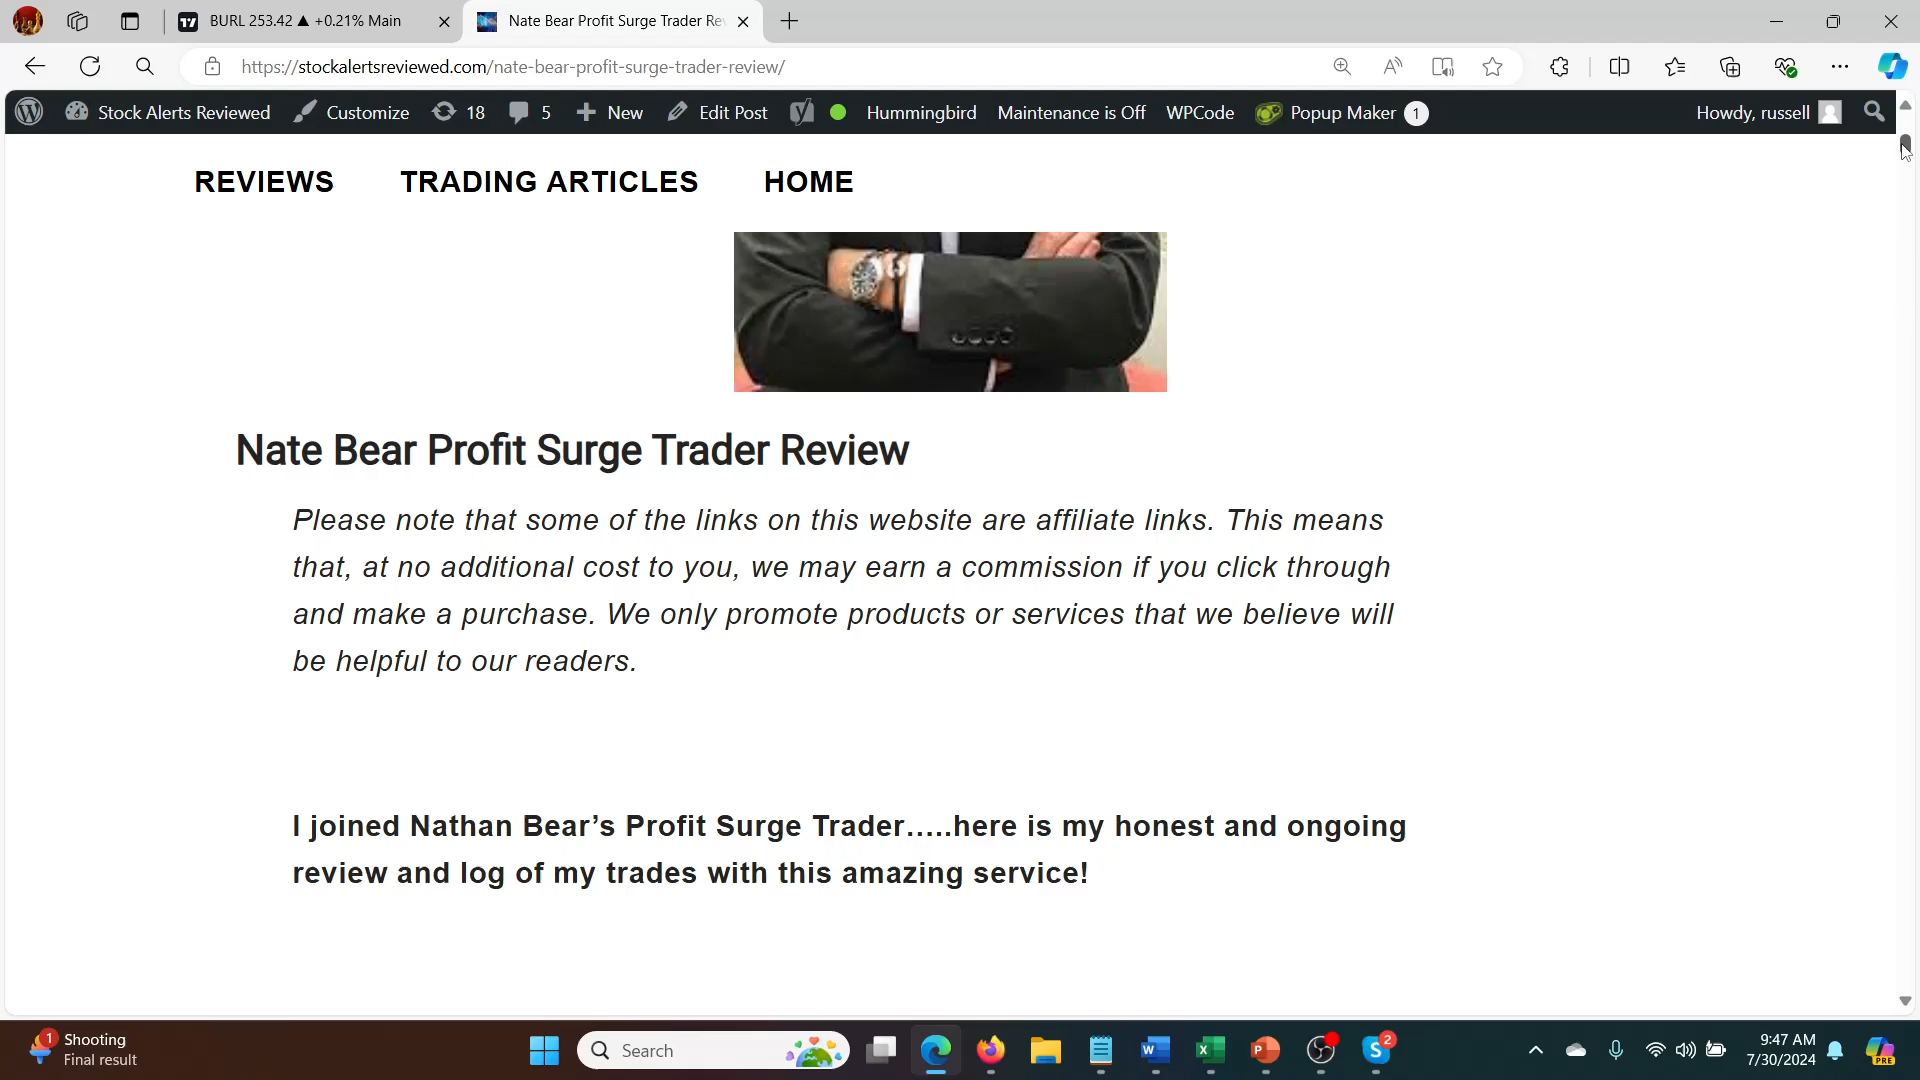 BURL 253.42 ▲ +0.21% Main
Nate Bear Profit Surge Trader Re
https://stockalertsreviewed.com/nate-bear-profit-surge-trader-review/
Stock Alerts Reviewed Customize 18 5 New Edit Post Hummingbird Maintenance is Off WPCode Popup Maker 1 Howdy, russell
REVIEWS TRADING ARTICLES HOME
Nate Bear Profit Surge Trader Review
Please note that some of the links on this website are affiliate links. This means
that, at no additional cost to you, we may earn a commission if you click through
and make a purchase. We only promote products or services that we believe will
be helpful to our readers.
I joined Nathan Bear’s Profit Surge Trader…..here is my honest and ongoing
review and log of my trades with this amazing service!
1 Shooting
Final result
Search
2
9:47 AM
7/30/2024
PRE